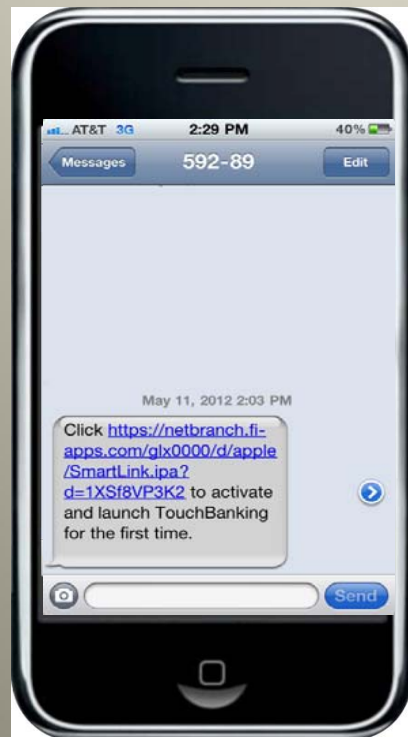 AT&T 3G 2:29 PM 40%
Messages 592-89 Edit
May 11, 2012 2:03 PM
Click https://netbranch.fi-
apps.com/glx0000/d/apple
/SmartLink.ipa?
d=1XSf8VP3K2 to activate
and launch TouchBanking
for the first time.
Send